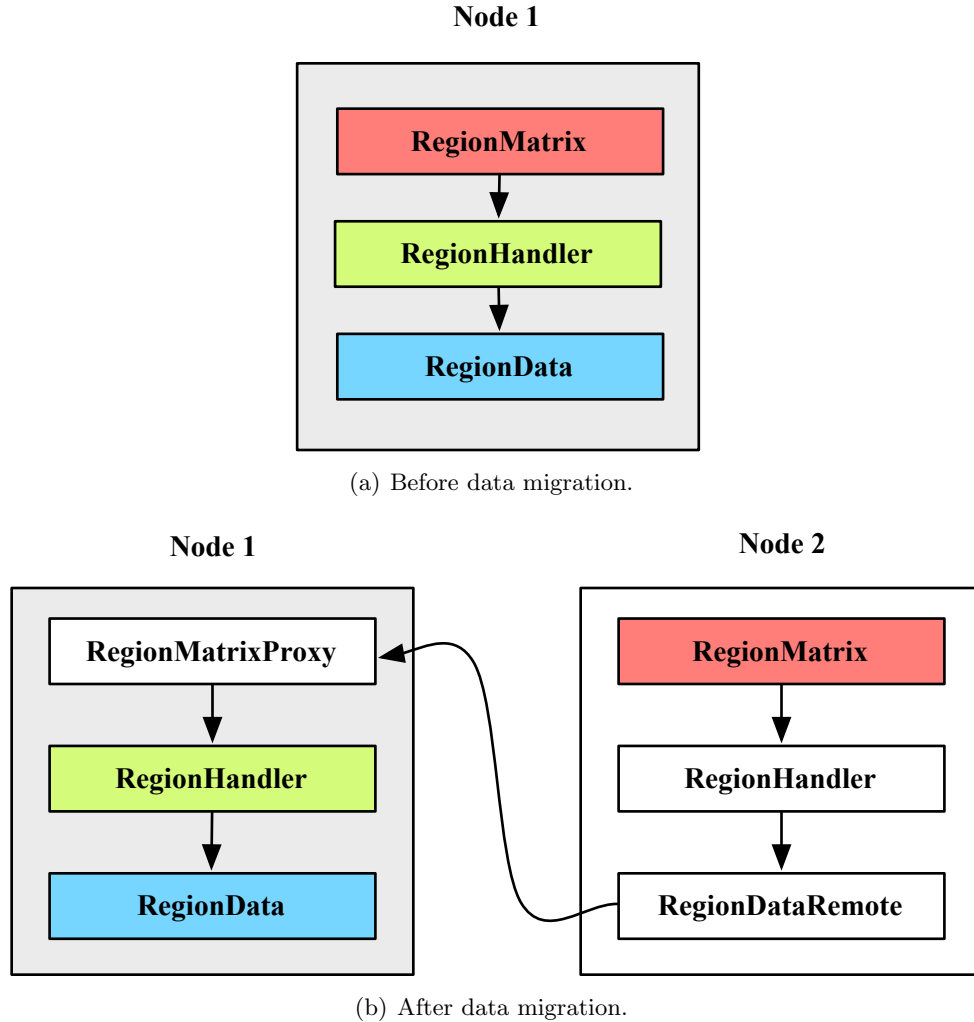 Node 1
RegionMatrix
RegionHandler
RegionData
(a) Before data migration.
Node 1
Node 2
RegionMatrixProxy
RegionMatrix
RegionHandler
RegionHandler
RegionData
RegionDataRemote
(b) After data migration.